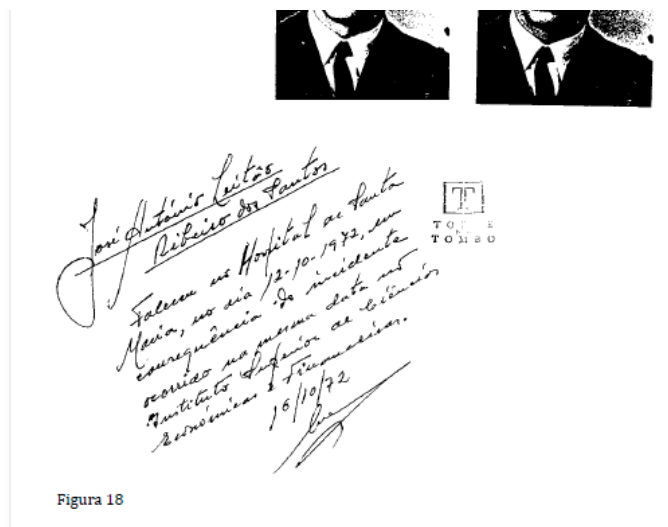 José António Leitão
Ribeiro dos Santos
Faleceu no Hospital de Santa
Maria, no dia 12-10-1972, em
consequência do incidente
ocorrido na mesma data no
Instituto Superior de Ciências
Económicas e Financeiras.
16/10/72
TOMBO
Figura 18